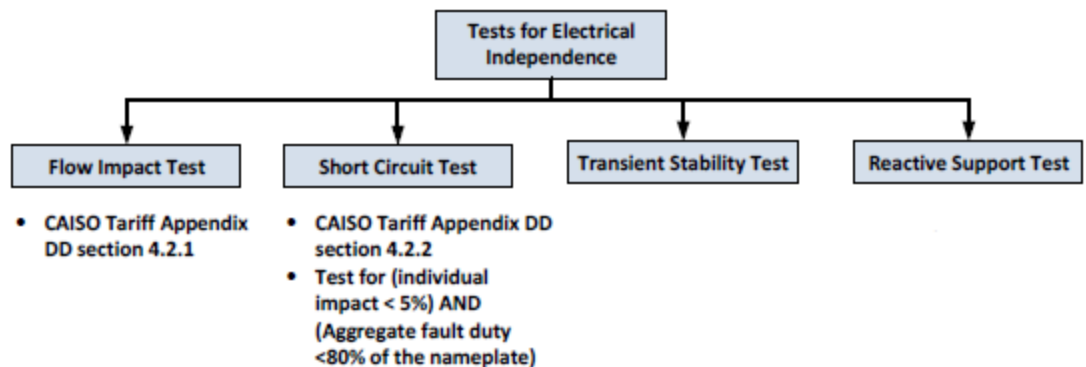 Tests for Electrical
Independence
Flow Impact Test
Short Circuit Test
Transient Stability Test
Reactive Support Test
• CAISO Tariff Appendix
DD section 4.2.1
• CAISO Tariff Appendix DD
section 4.2.2
• Test for (individual
impact < 5%) AND
(Aggregate fault duty
<80% of the nameplate)